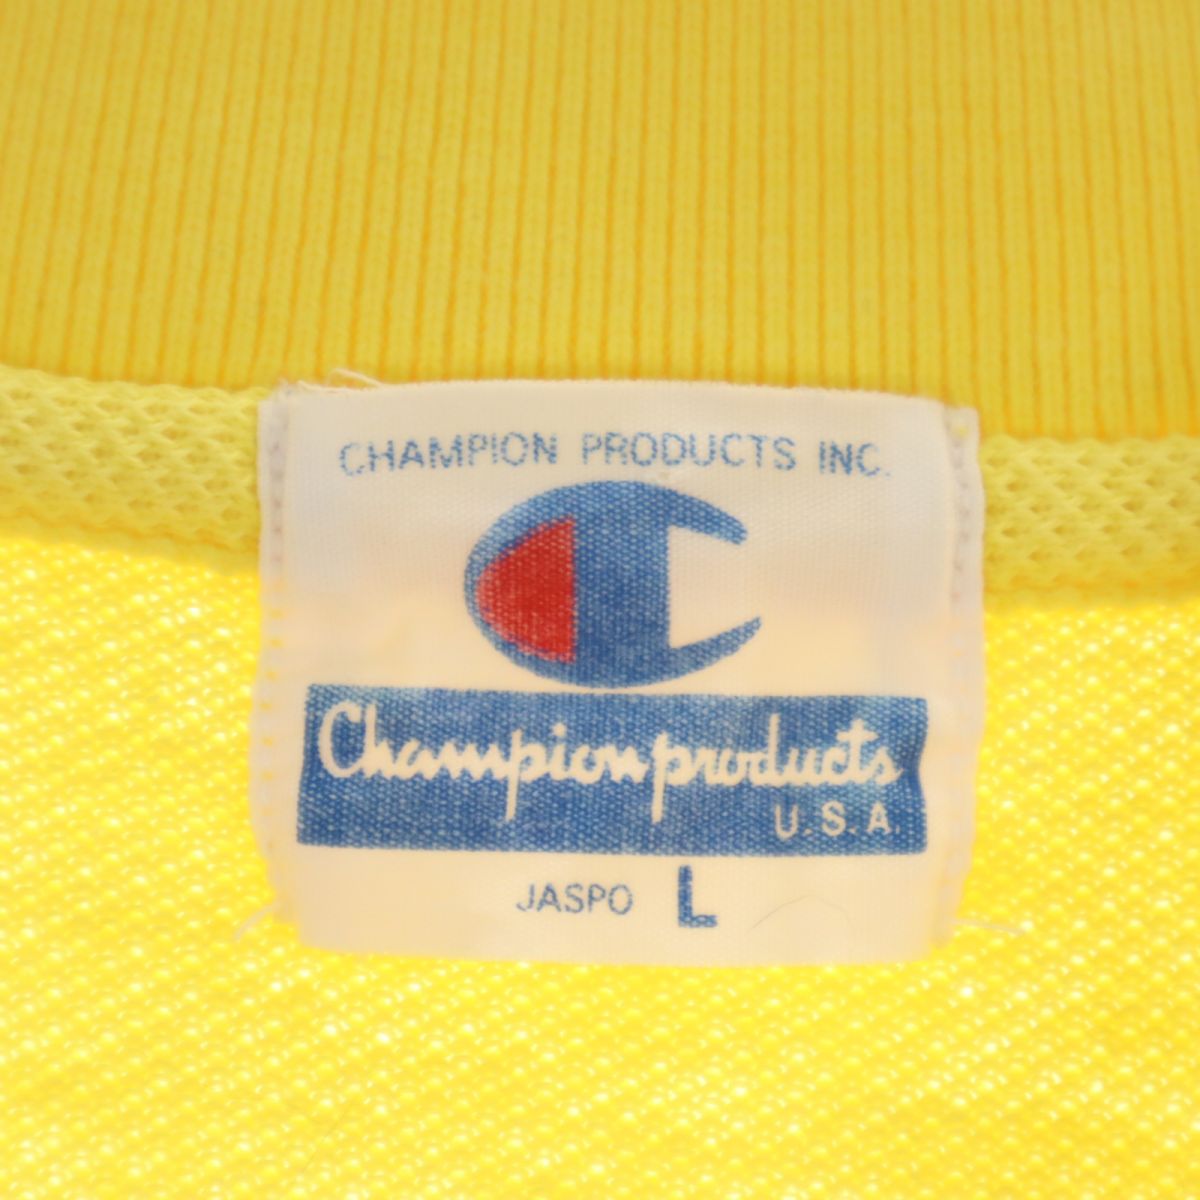 CHAMPION PRODUCTS INC.
Champion products
U.S.A.
JASPO L